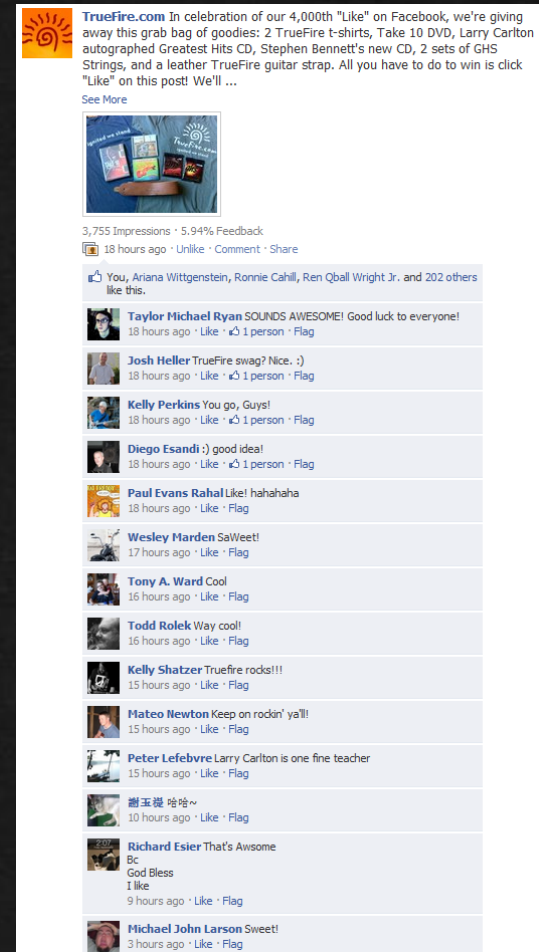 TrueFire.com In celebration of our 4,000th "Like" on Facebook, we're giving
away this grab bag of goodies: 2 TrueFire t-shirts, Take 10 DVD, Larry Carlton
autographed Greatest Hits CD, Stephen Bennett's new CD, 2 sets of GHS
Strings, and a leather TrueFire guitar strap. All you have to do to win is click
"Like" on this post! We'll ...
See More
TrueFire.com
3,755 Impressions · 5.94% Feedback
18 hours ago · Unlike · Comment · Share
You, Ariana Wittgenstein, Ronnie Cahill, Ren Qball Wright Jr. and 202 others
like this.
Taylor Michael Ryan SOUNDS AWESOME! Good luck to everyone!
18 hours ago · Like · 1 person · Flag
Josh Heller TrueFire swag? Nice. :)
18 hours ago · Like · 1 person · Flag
Kelly Perkins You go, Guys!
18 hours ago · Like · 1 person · Flag
Diego Esandi :) good idea!
18 hours ago · Like · 1 person · Flag
Paul Evans Rahal Like! hahahaha
18 hours ago · Like · Flag
Wesley Marden SaWeet!
17 hours ago · Like · Flag
Tony A. Ward Cool
16 hours ago · Like · Flag
Todd Rolek Way cool!
16 hours ago · Like · Flag
Kelly Shatzer Truefire rocks!!!
15 hours ago · Like · Flag
Mateo Newton Keep on rockin' ya'll!
15 hours ago · Like · Flag
Peter Lefebvre Larry Carlton is one fine teacher
15 hours ago · Like · Flag
謝玉禔 哈哈~
10 hours ago · Like · Flag
Richard Esier That's Awsome
Bc
God Bless
I like
9 hours ago · Like · Flag
Michael John Larson Sweet!
3 hours ago · Like · Flag